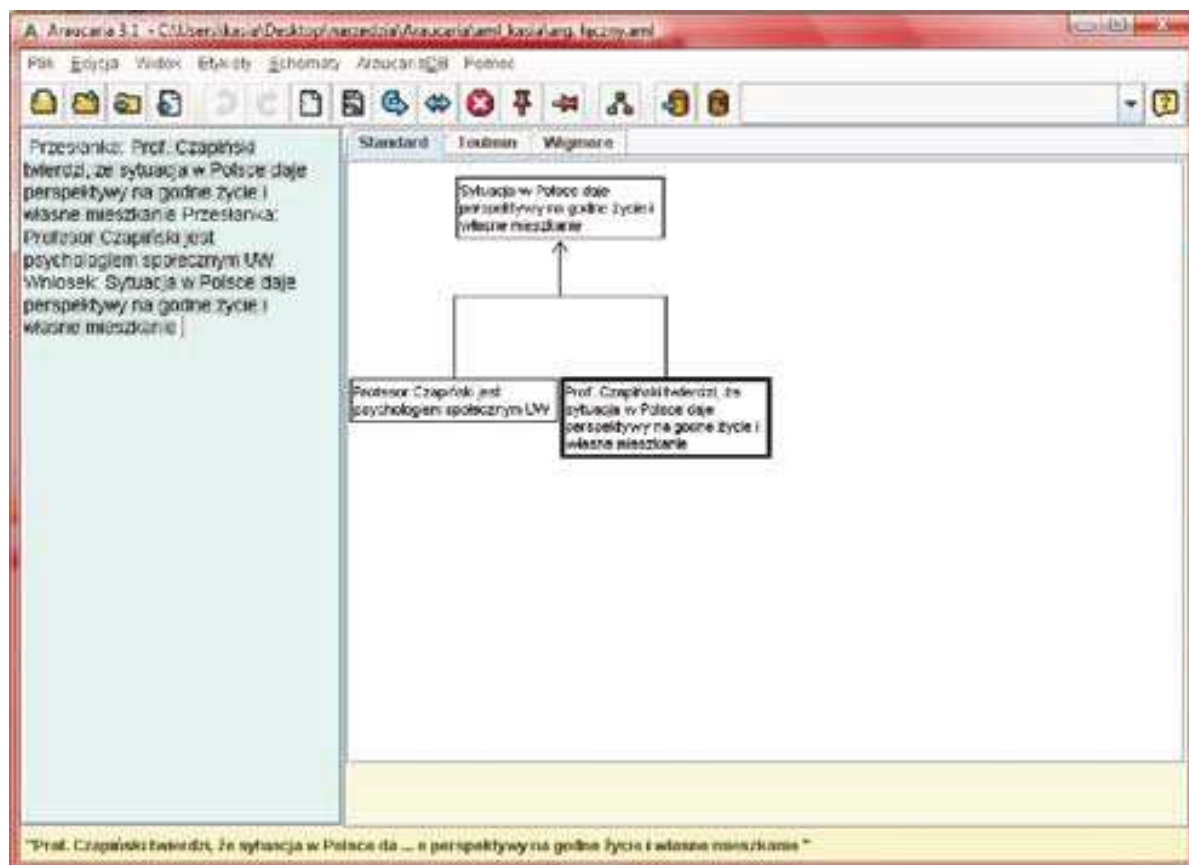 A Araucaria 3.1 - C:\Users\kasia\Desktop\narzedzia\Araucaria\aml_kasia\arg_łączny.aml
Plik Edycja Widok Etykiety Schematy AraucariaDB Pomoc
Przesłanka: Prof. Czapiński
twierdzi, że sytuacja w Polsce daje
perspektywy na godne życie i
własne mieszkanie Przesłanka:
Profesor Czapiński jest
psychologiem społecznym UW
Wniosek: Sytuacja w Polsce daje
perspektywy na godne życie i
własne mieszkanie
Standard Toulmin Wigmore
Sytuacja w Polsce daje
perspektywy na godne życie i
własne mieszkanie
Profesor Czapiński jest
psychologiem społecznym UW
Prof. Czapiński twierdzi, że
sytuacja w Polsce daje
perspektywy na godne życie i
własne mieszkanie
"Prof. Czapiński twierdzi, że sytuacja w Polsce da ... e perspektywy na godne życie i własne mieszkanie "